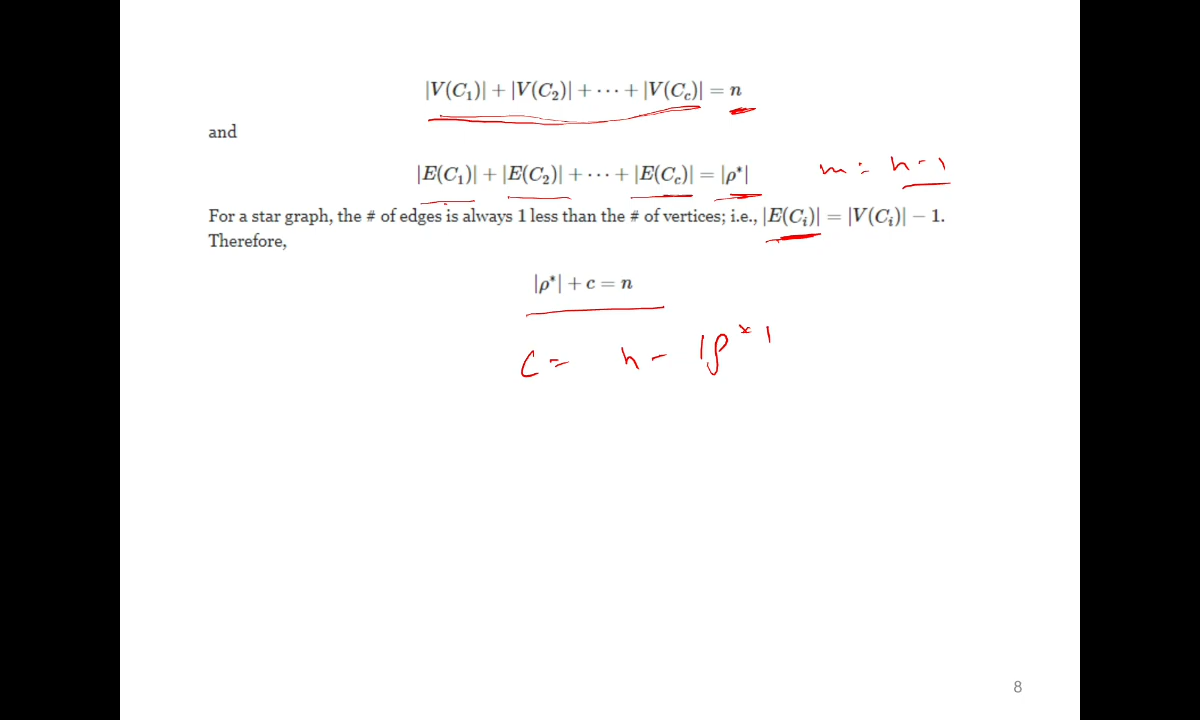 |V(C₁)| + |V(C₂)| + ··· + |V(C_c)| = n
and
|E(C₁)| + |E(C₂)| + ··· + |E(C_c)| = |ρ*| m = n - 1
For a star graph, the # of edges is always 1 less than the # of vertices; i.e., |E(Cᵢ)| = |V(Cᵢ)| − 1.
Therefore,
|ρ*| + c = n
c = n - |ρ*|
8